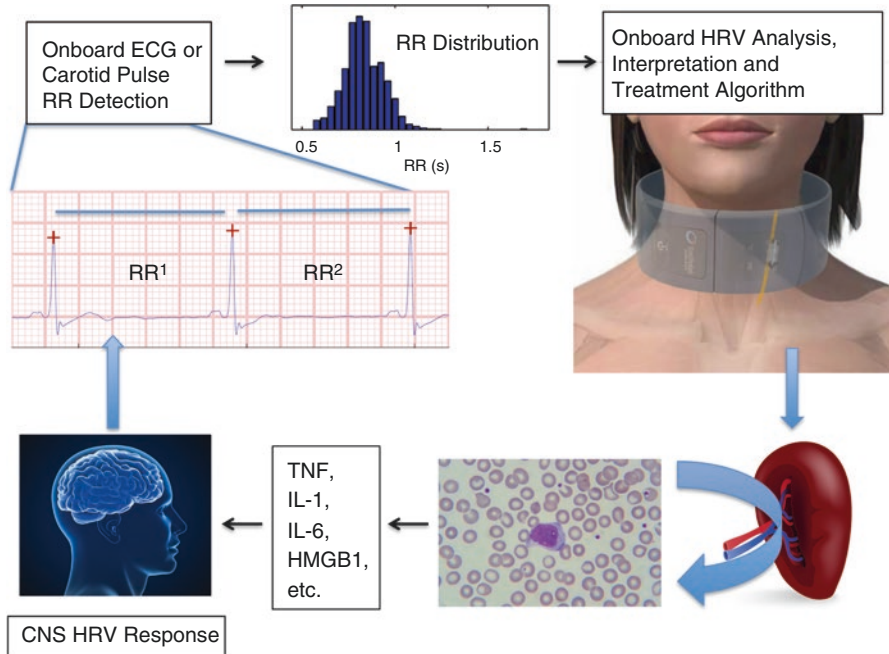 Onboard ECG or
Carotid Pulse
RR Detection
RR Distribution
0.5
1
1.5
RR (s)
Onboard HRV Analysis,
Interpretation and
Treatment Algorithm
RR1
RR2
TNF,
IL-1,
IL-6,
HMGB1,
etc.
CNS HRV Response